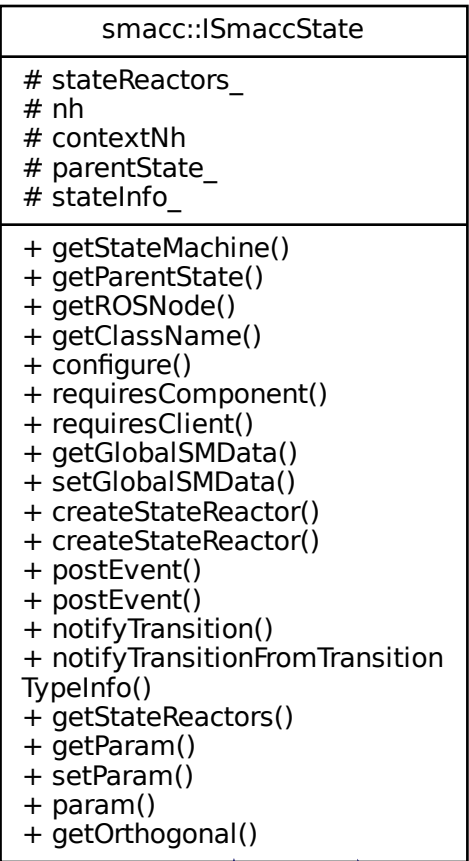 smacc::ISmaccState
# stateReactors_
# nh
# contextNh
# parentState_
# stateInfo_
+ getStateMachine()
+ getParentState()
+ getROSNode()
+ getClassName()
+ configure()
+ requiresComponent()
+ requiresClient()
+ getGlobalSMData()
+ setGlobalSMData()
+ createStateReactor()
+ createStateReactor()
+ postEvent()
+ postEvent()
+ notifyTransition()
+ notifyTransitionFromTransition
TypeInfo()
+ getStateReactors()
+ getParam()
+ setParam()
+ param()
+ getOrthogonal()